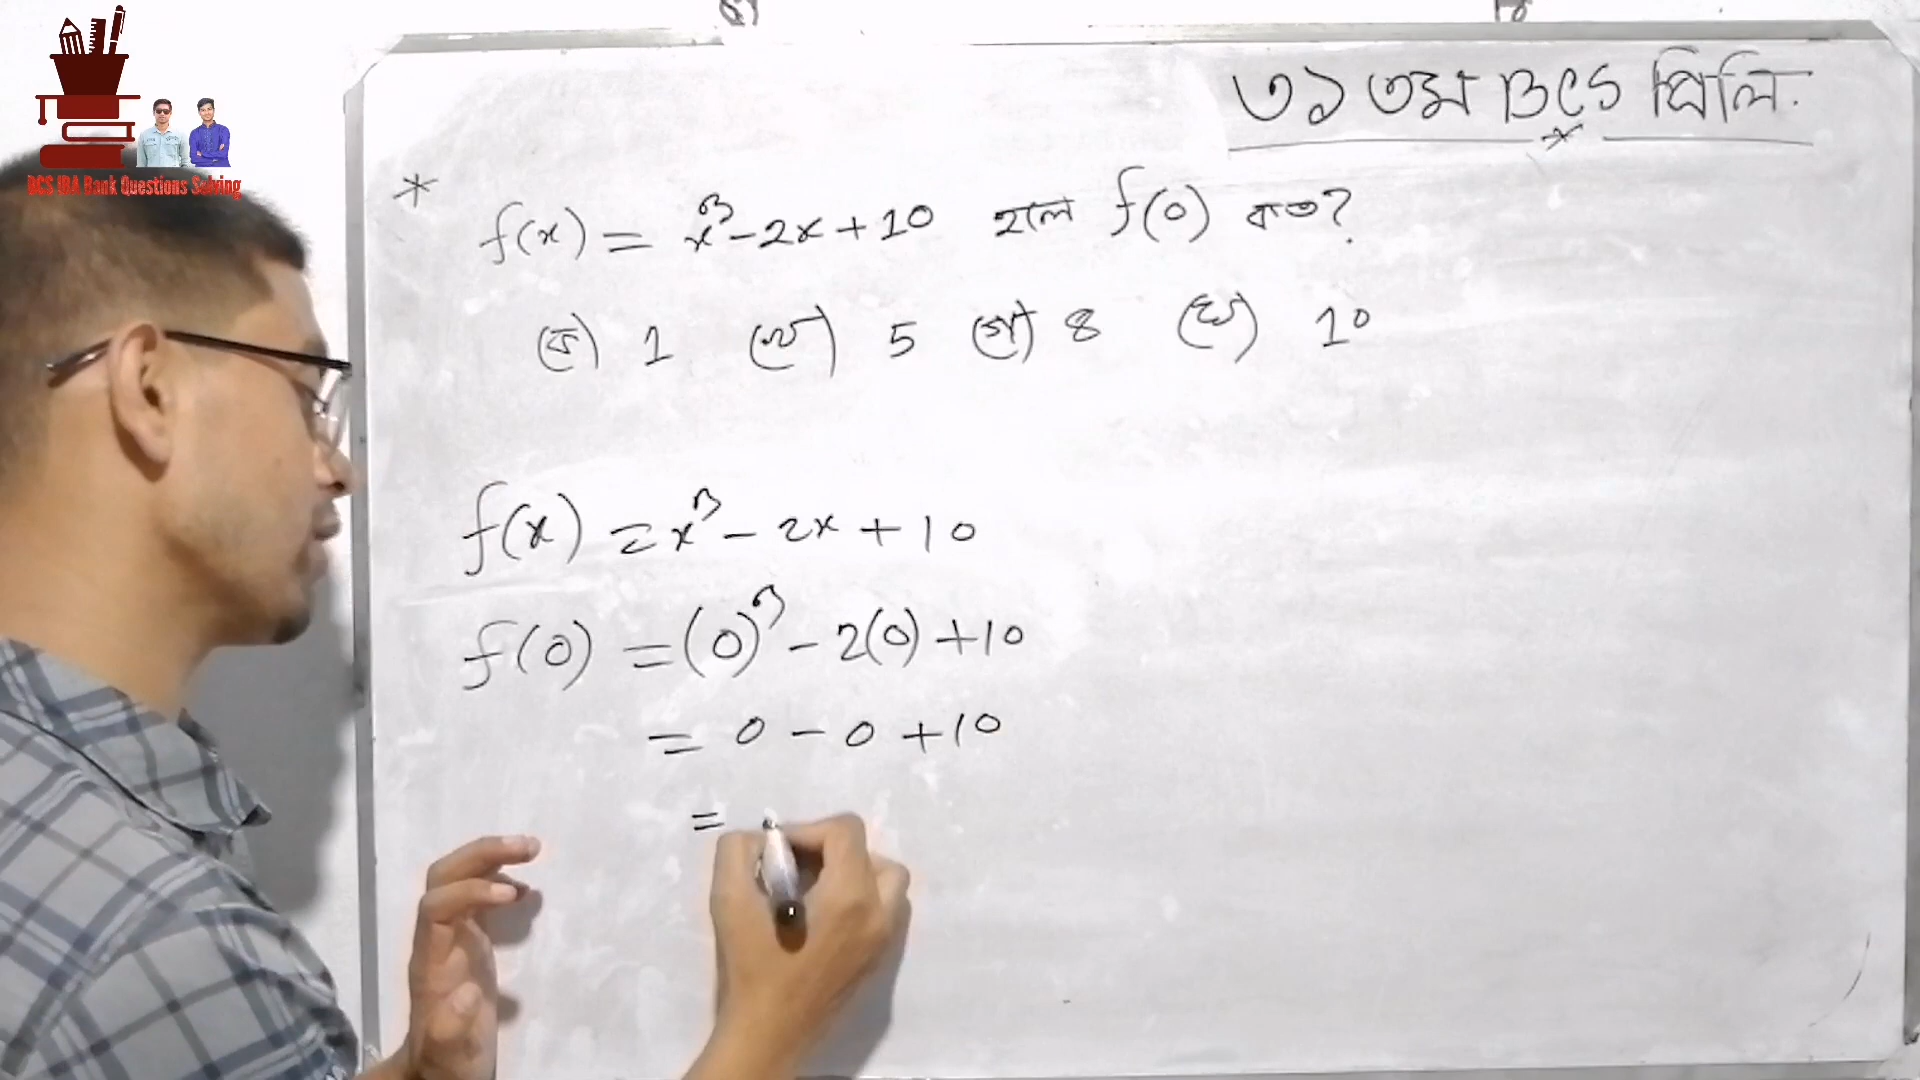 ৩১ তম BCS প্রিলি.
BCS IBA Bank Questions Solving
* f(x) = x³ - 2x + 10 হলে f(0) কত?
(ক) 1 (খ) 5 (গ) 8 (ঘ) 10
f(x) = x³ - 2x + 10
f(0) = (0)³ - 2(0) + 10
= 0 - 0 + 10
=